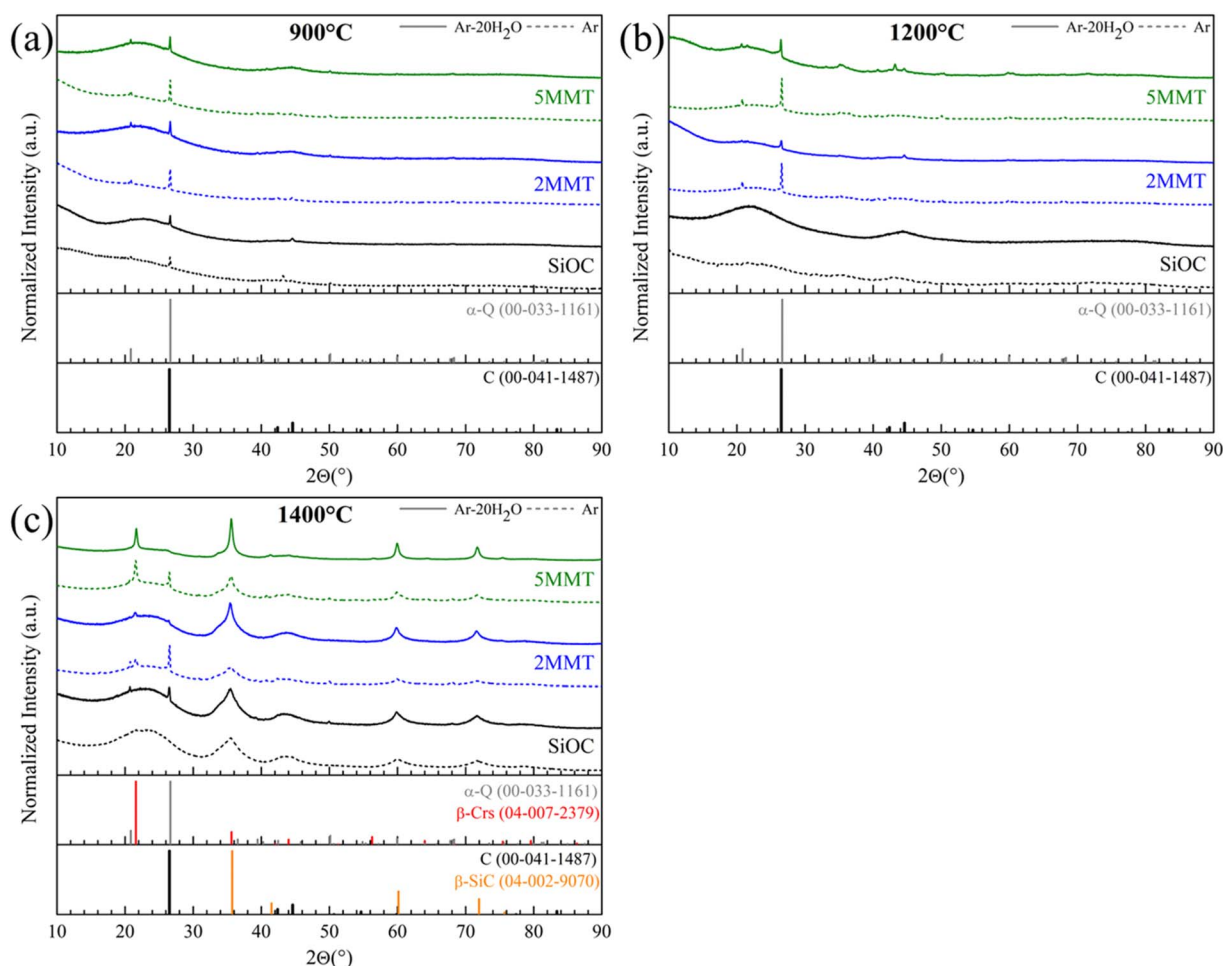 (a)
900°C
Ar-20H2O
Ar
5MMT
2MMT
SiOC
Normalized Intensity (a.u.)
α-Q (00-033-1161)
C (00-041-1487)
10 20 30 40 50 60 70 80 90
2Θ(°)
(b)
1200°C
Ar-20H2O
Ar
5MMT
2MMT
SiOC
Normalized Intensity (a.u.)
α-Q (00-033-1161)
C (00-041-1487)
10 20 30 40 50 60 70 80 90
2Θ(°)
(c)
1400°C
Ar-20H2O
Ar
5MMT
2MMT
SiOC
Normalized Intensity (a.u.)
α-Q (00-033-1161)
β-Crs (04-007-2379)
C (00-041-1487)
β-SiC (04-002-9070)
10 20 30 40 50 60 70 80 90
2Θ(°)